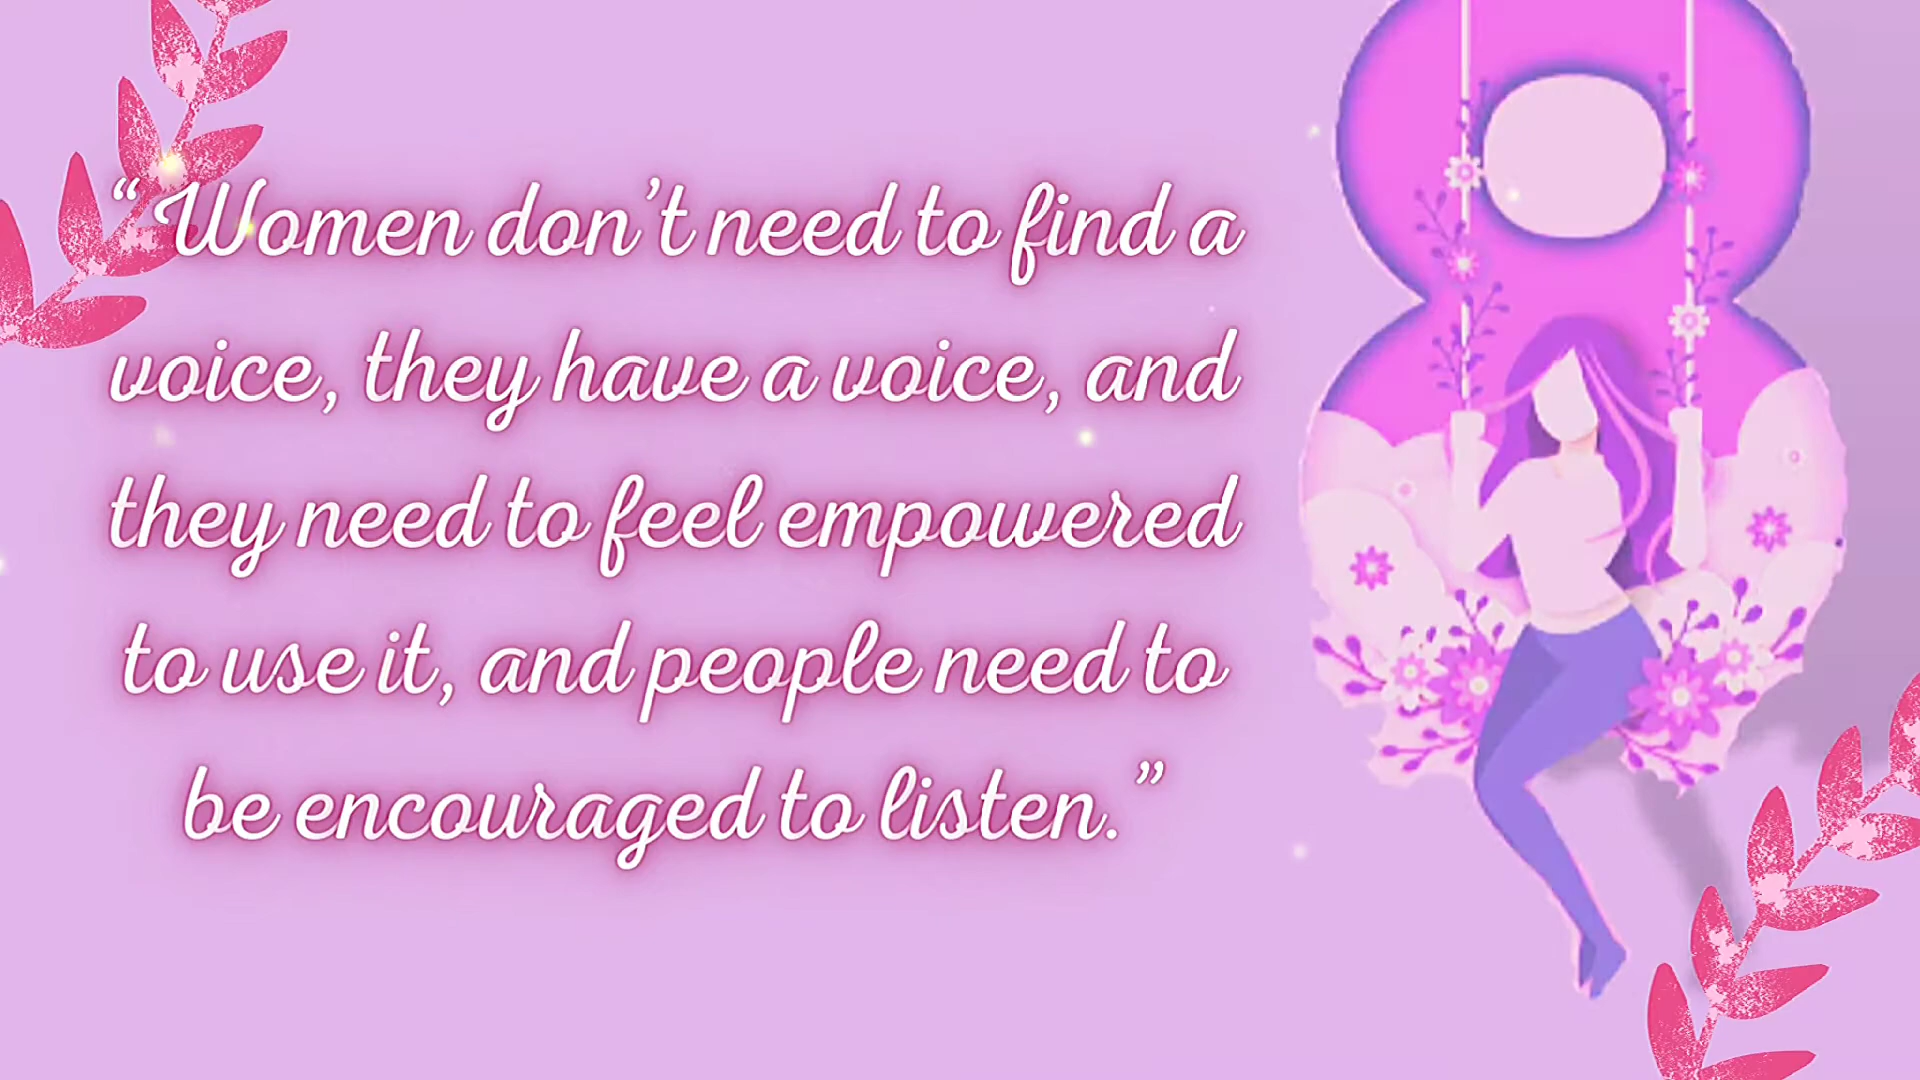 “Women don’t need to find a
voice, they have a voice, and
they need to feel empowered
to use it, and people need to
be encouraged to listen.”
8